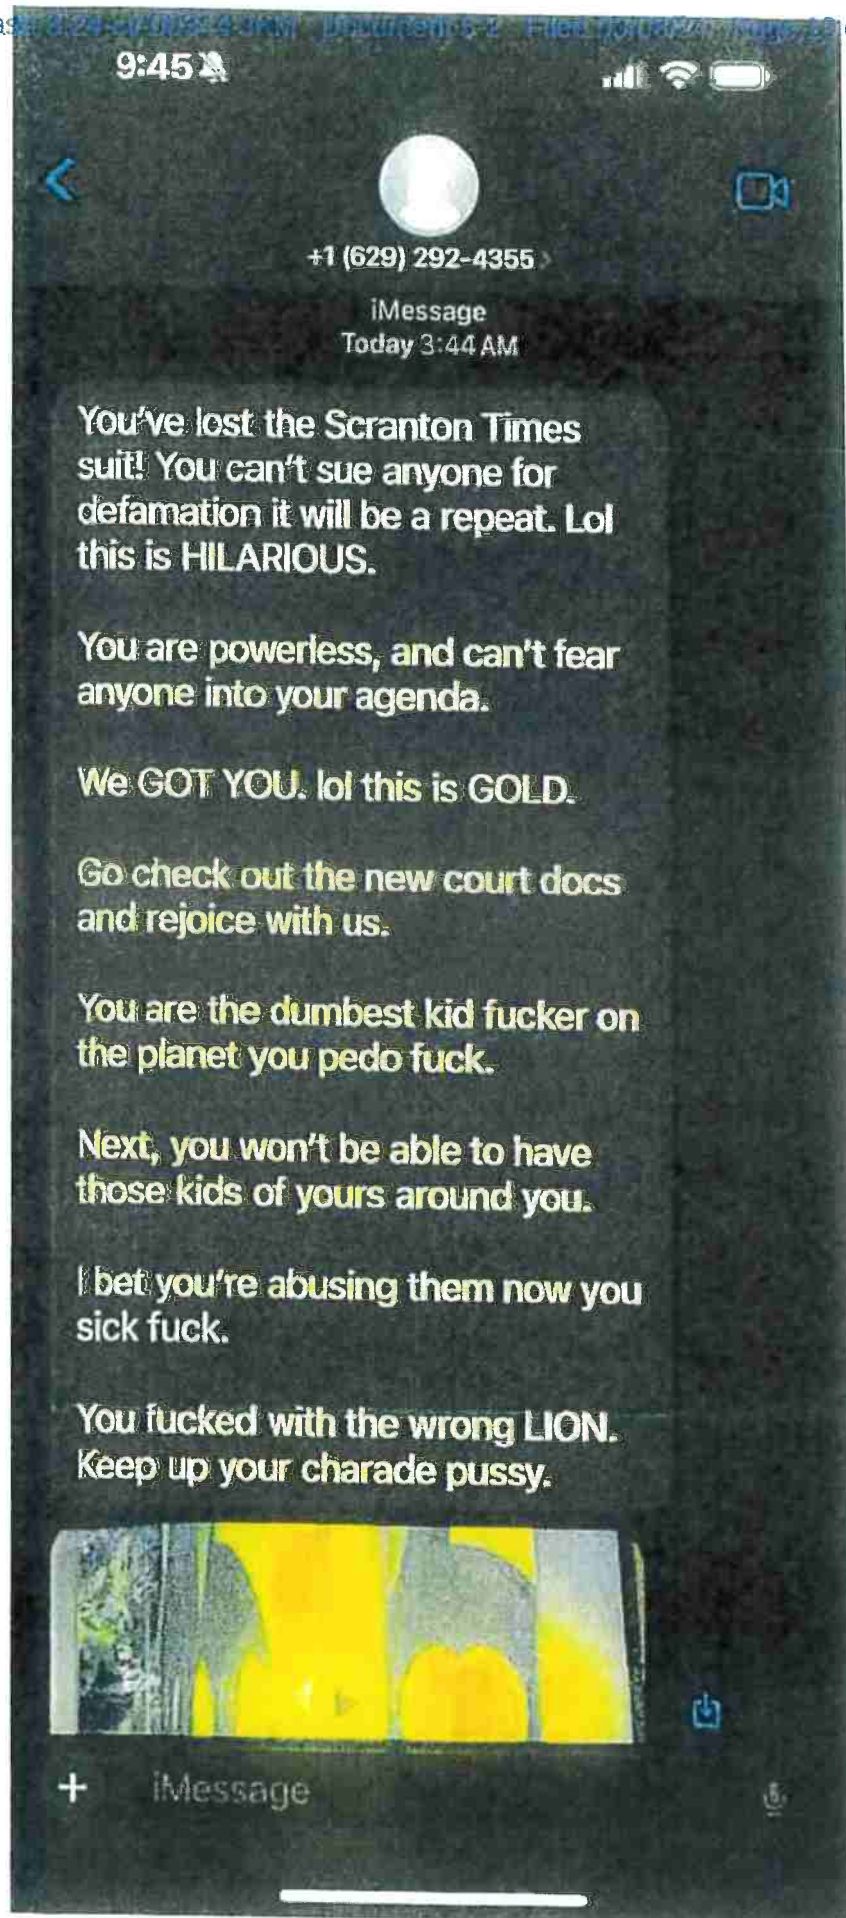 Document 5-2 Filed
9:45
+1 (629) 292-4355
iMessage
Today 3:44 AM
You've lost the Scranton Times
suit! You can't sue anyone for
defamation it will be a repeat. Lol
this is HILARIOUS.
You are powerless, and can't fear
anyone into your agenda.
We GOT YOU. lol this is GOLD.
Go check out the new court docs
and rejoice with us.
You are the dumbest kid fucker on
the planet you pedo fuck.
Next, you won't be able to have
those kids of yours around you.
I bet you're abusing them now you
sick fuck.
You fucked with the wrong LION.
Keep up your charade pussy.
iMessage